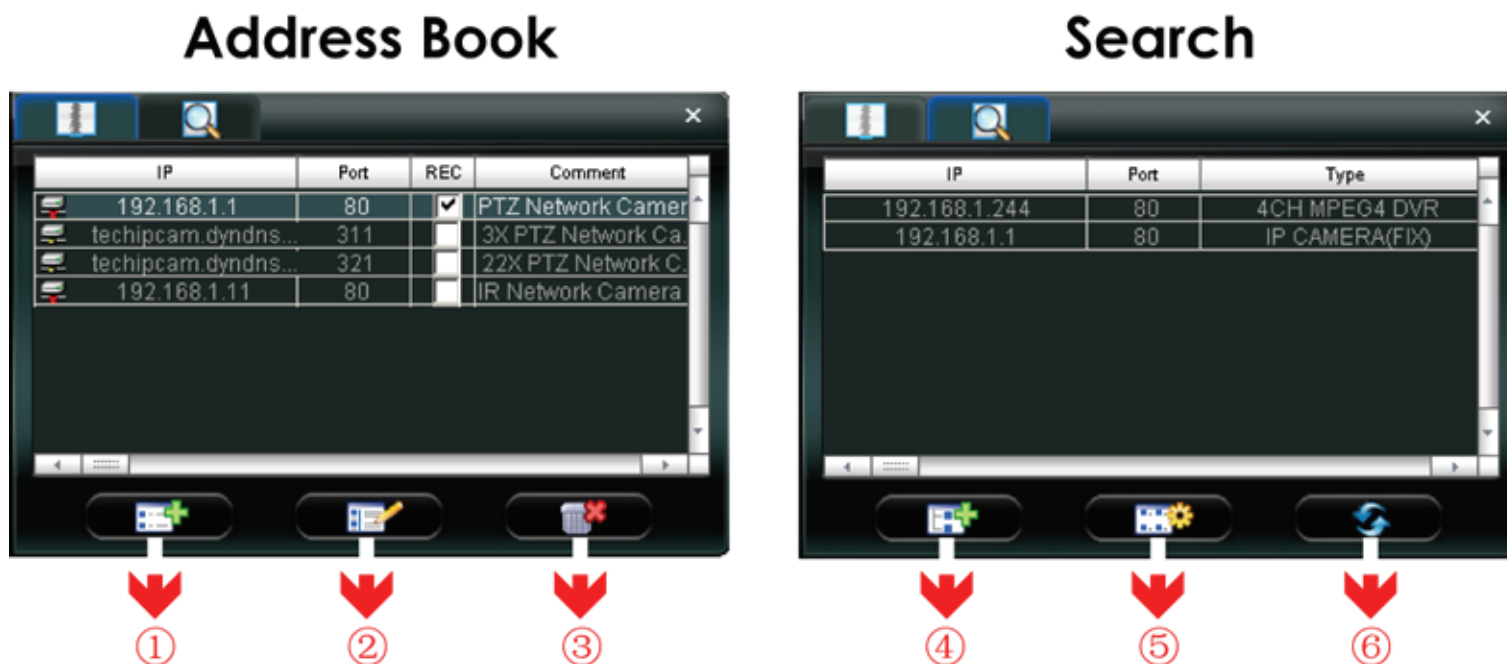 Address Book
IP Port REC Comment
192.168.1.1 80 PTZ Network Camer
techipcam.dyndns... 311 3X PTZ Network Ca.
techipcam.dyndns... 321 22X PTZ Network C.
192.168.1.11 80 IR Network Camera
① ② ③
Search
IP Port Type
192.168.1.244 80 4CH MPEG4 DVR
192.168.1.1 80 IP CAMERA(FIX)
④ ⑤ ⑥